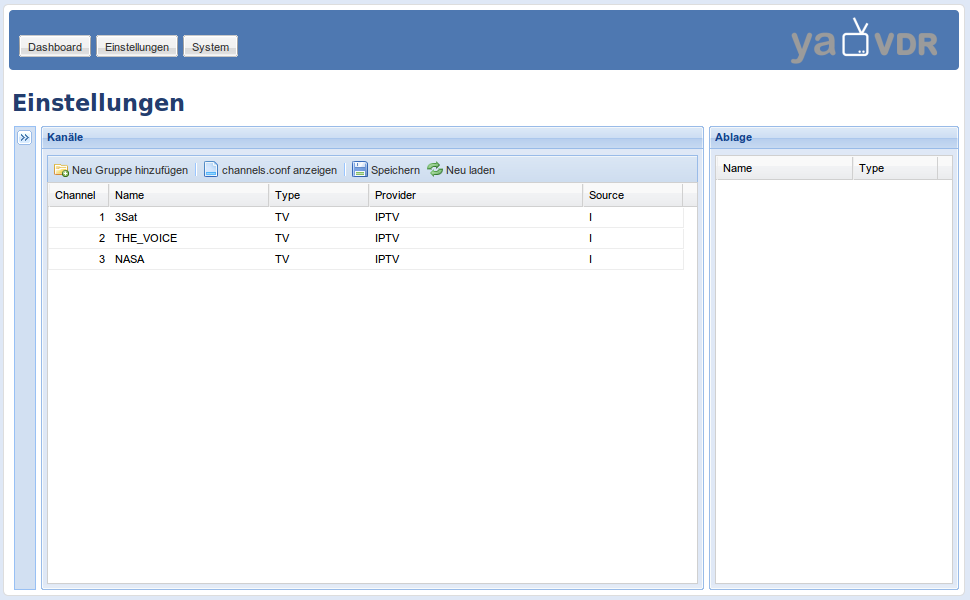 Dashboard Einstellungen System
yaVDR
Einstellungen
Kanäle
Neu Gruppe hinzufügen channels.conf anzeigen Speichern Neu laden
Channel Name Type Provider Source
1 3Sat TV IPTV I
2 THE_VOICE TV IPTV I
3 NASA TV IPTV I
Ablage
Name Type